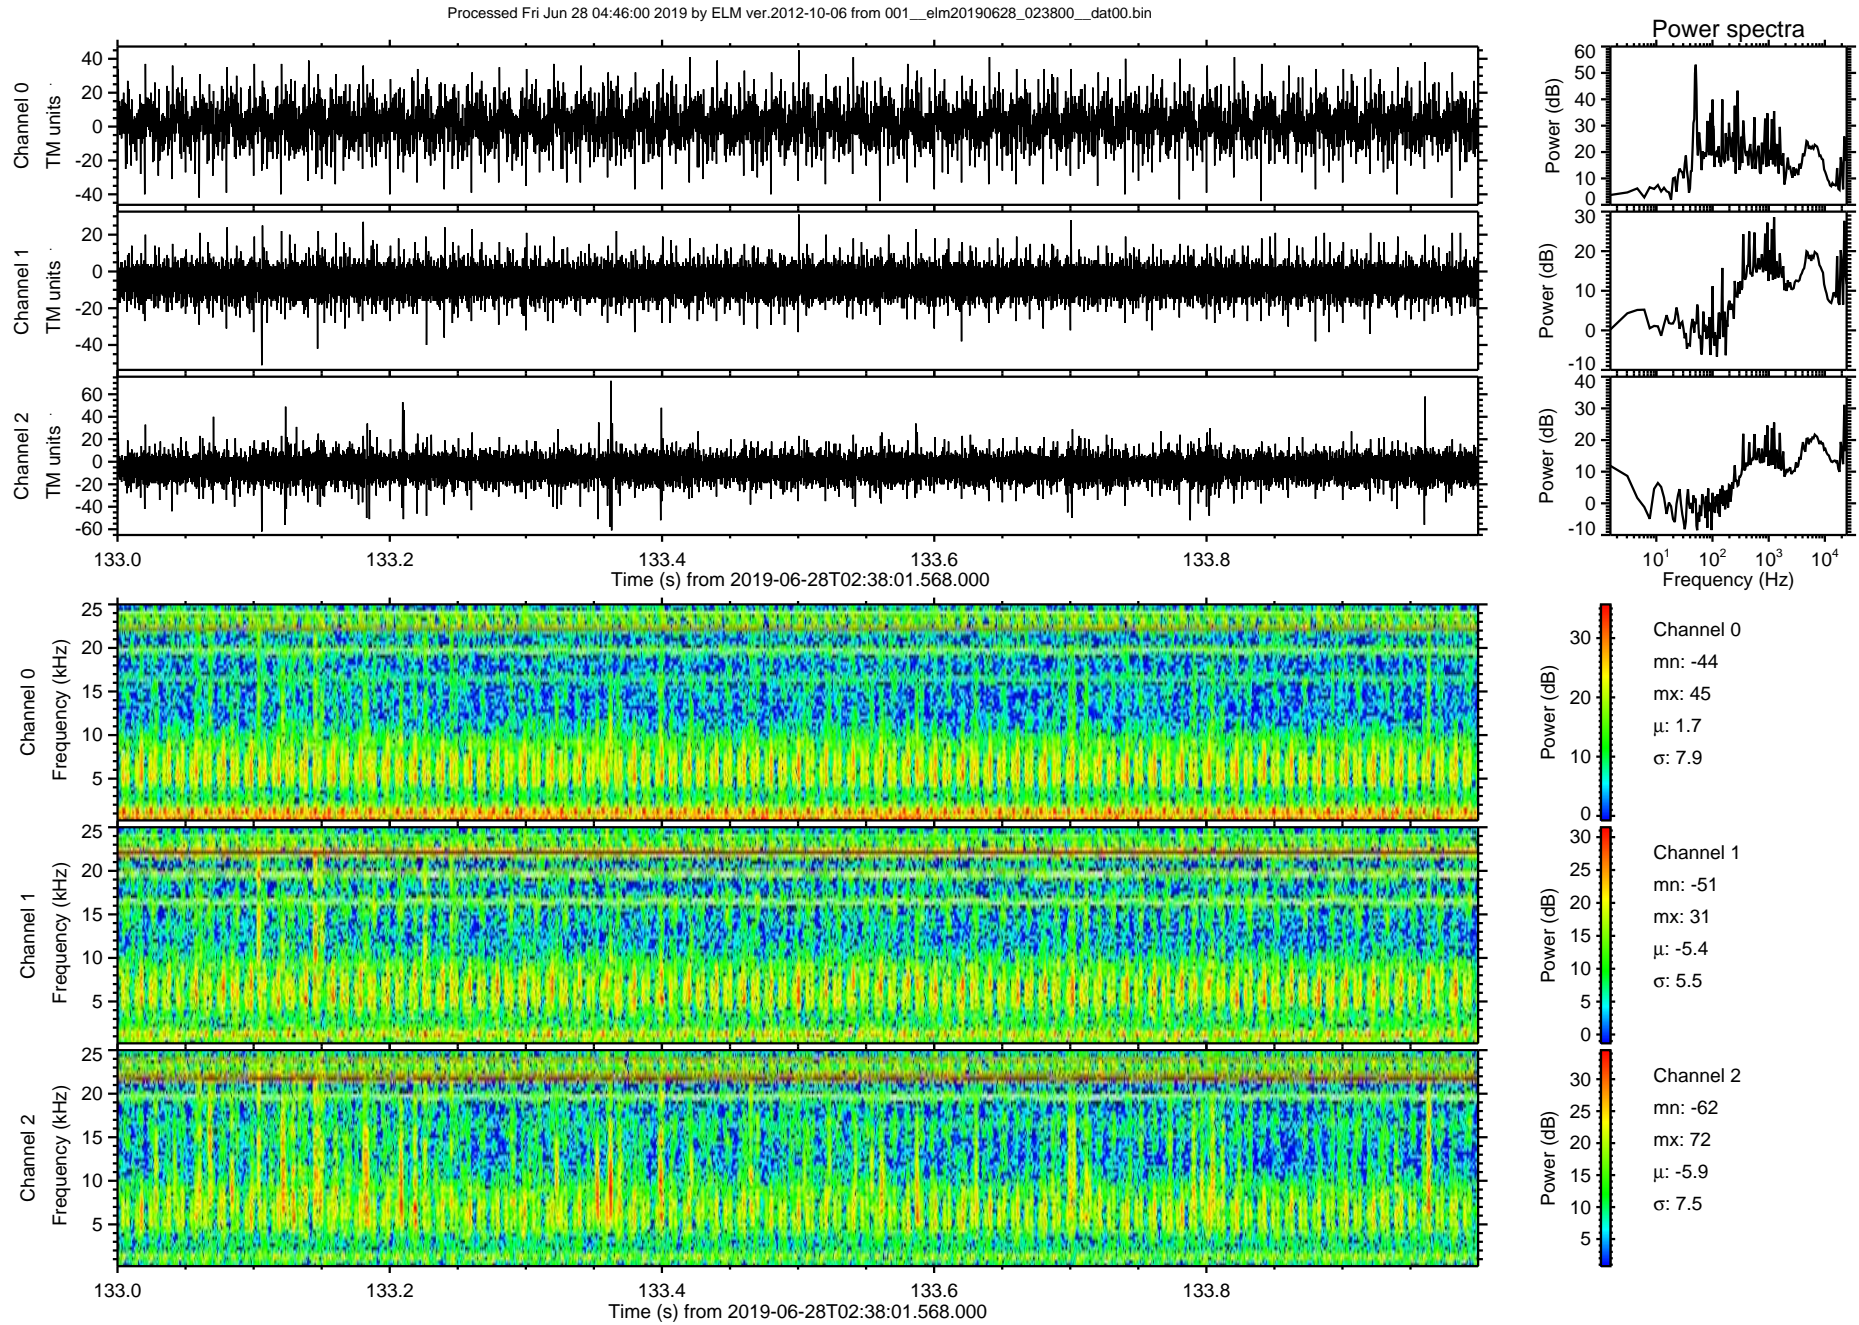 Processed Fri Jun 28 04:46:00 2019 by ELM ver.2012-10-06 from 001__elm20190628_023800__dat00.bin
Power spectra
Channel 0
TM units
40
20
0
-20
-40
Power (dB)
60
50
40
30
20
10
0
Channel 1
TM units
20
0
-20
-40
Power (dB)
30
20
10
0
-10
Channel 2
TM units
60
40
20
0
-20
-40
-60
Power (dB)
40
30
20
10
0
-10
133.0 133.2 133.4 133.6 133.8
Time (s) from 2019-06-28T02:38:01.568.000
10¹ 10² 10³ 10⁴
Frequency (Hz)
Channel 0
Frequency (kHz)
25
20
15
10
5
Power (dB)
30
20
10
0
Channel 0
mn: -44
mx: 45
μ: 1.7
σ: 7.9
Channel 1
Frequency (kHz)
25
20
15
10
5
Power (dB)
30
25
20
15
10
5
0
Channel 1
mn: -51
mx: 31
μ: -5.4
σ: 5.5
Channel 2
Frequency (kHz)
25
20
15
10
5
Power (dB)
30
25
20
15
10
5
Channel 2
mn: -62
mx: 72
μ: -5.9
σ: 7.5
133.0 133.2 133.4 133.6 133.8
Time (s) from 2019-06-28T02:38:01.568.000